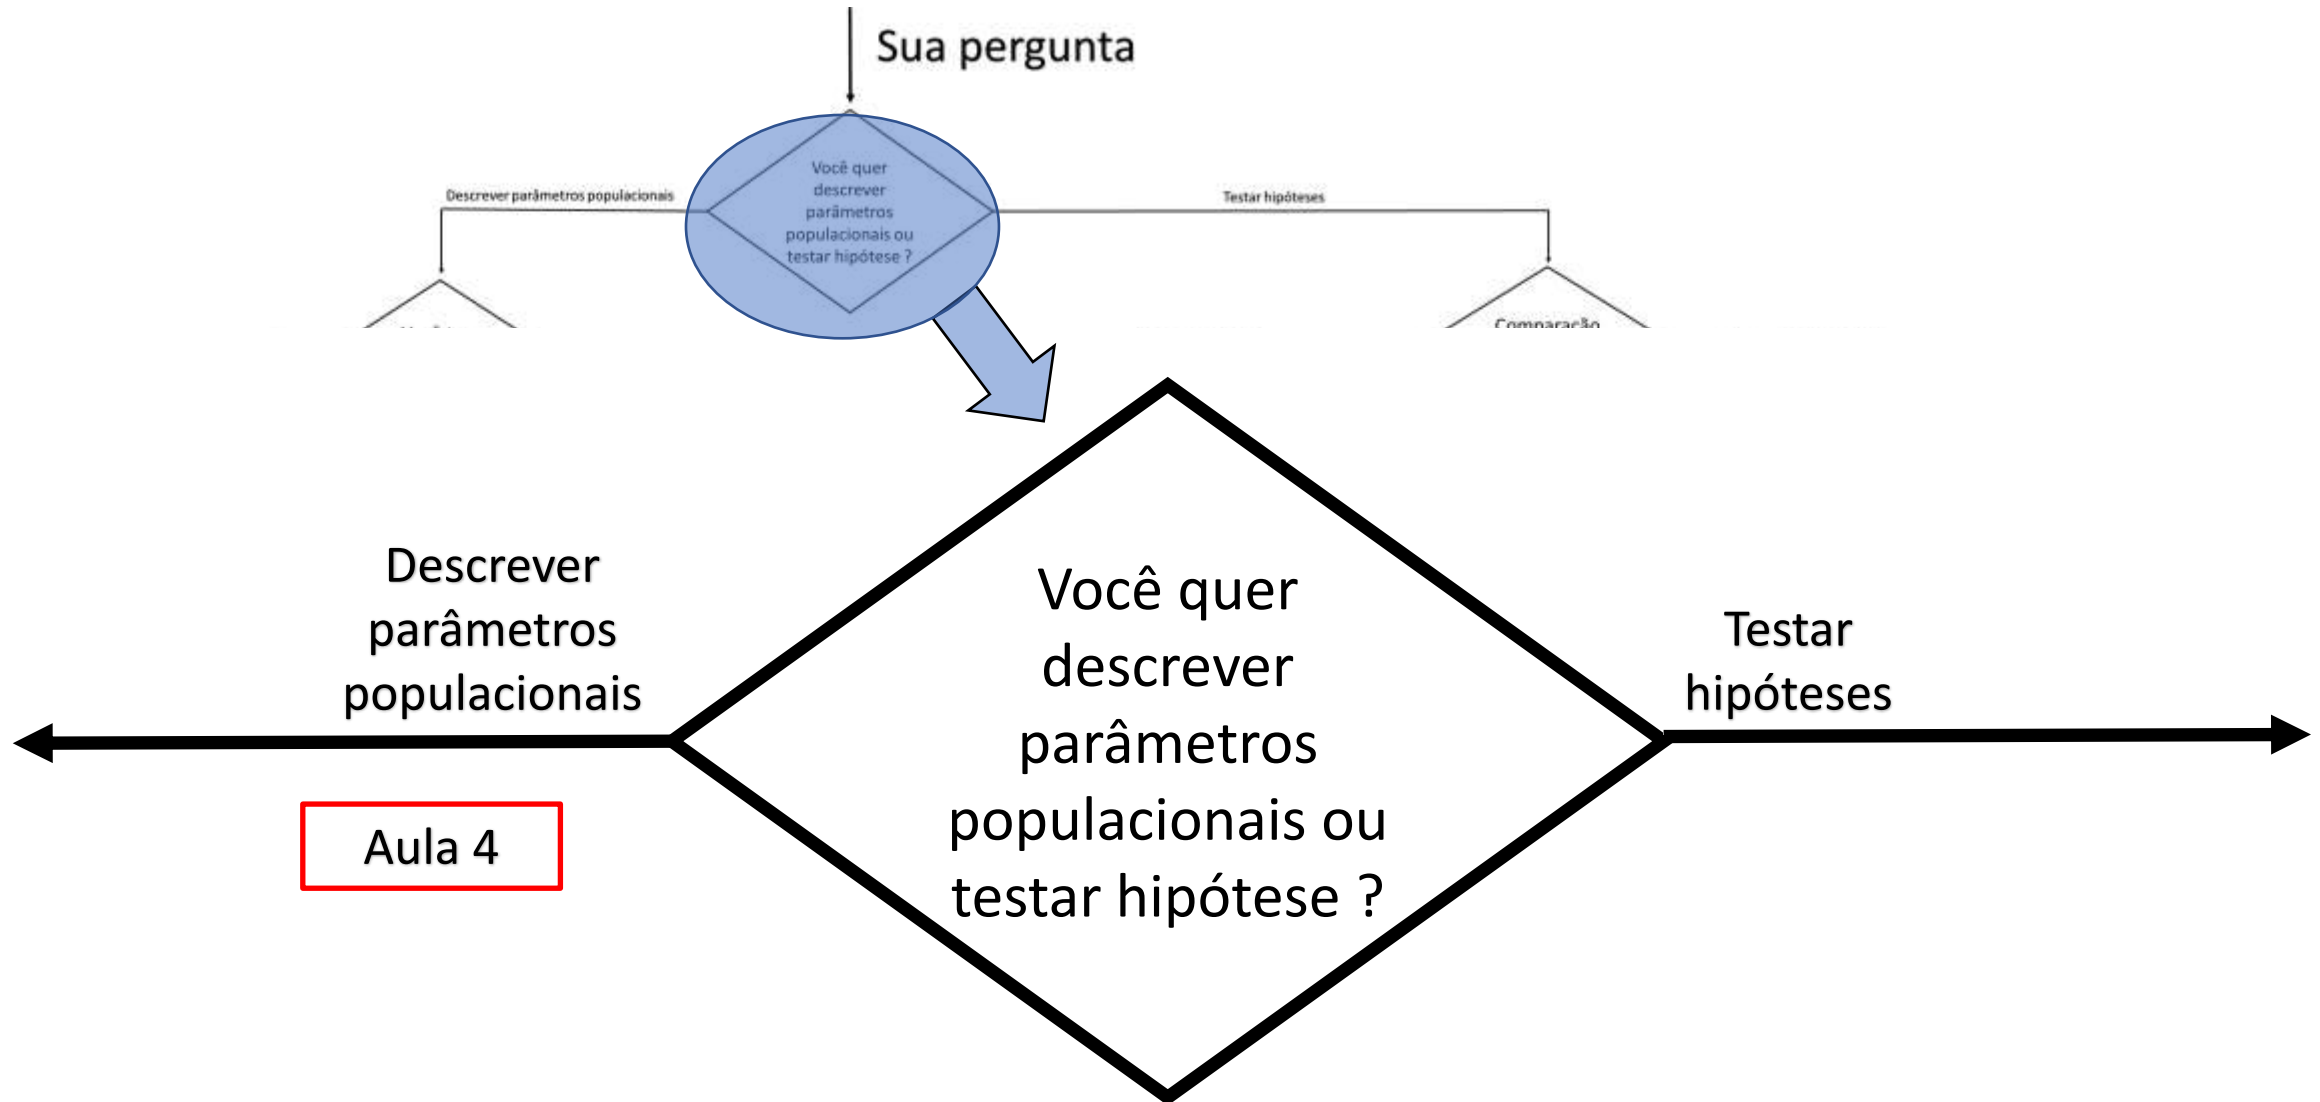 Sua pergunta
Você quer
descrever
parâmetros
populacionais ou
testar hipótese ?
Descrever parâmetros populacionais
Testar hipóteses
Comparação
Descrever
parâmetros
populacionais
Você quer
descrever
parâmetros
populacionais ou
testar hipótese ?
Testar
hipóteses
Aula 4